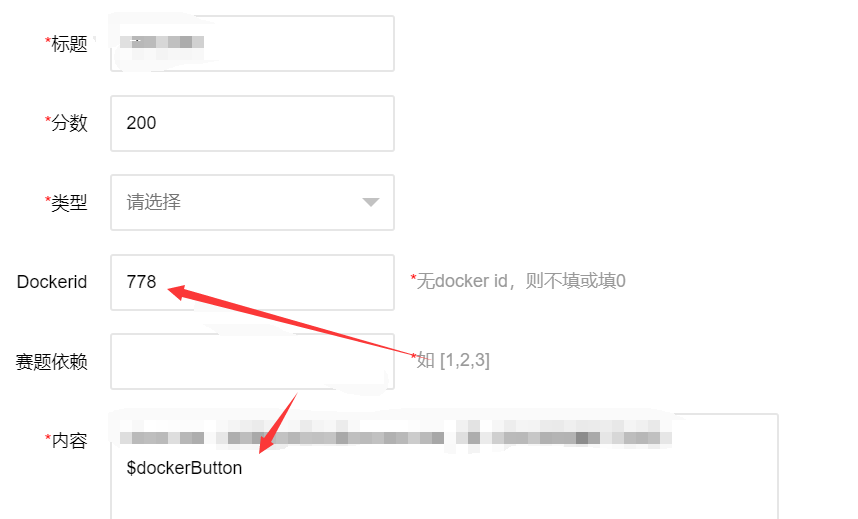 *标题
*分数 200
*类型 请选择
Dockerid 778 *无docker id，则不填或填0
赛题依赖 *如 [1,2,3]
*内容
$dockerButton